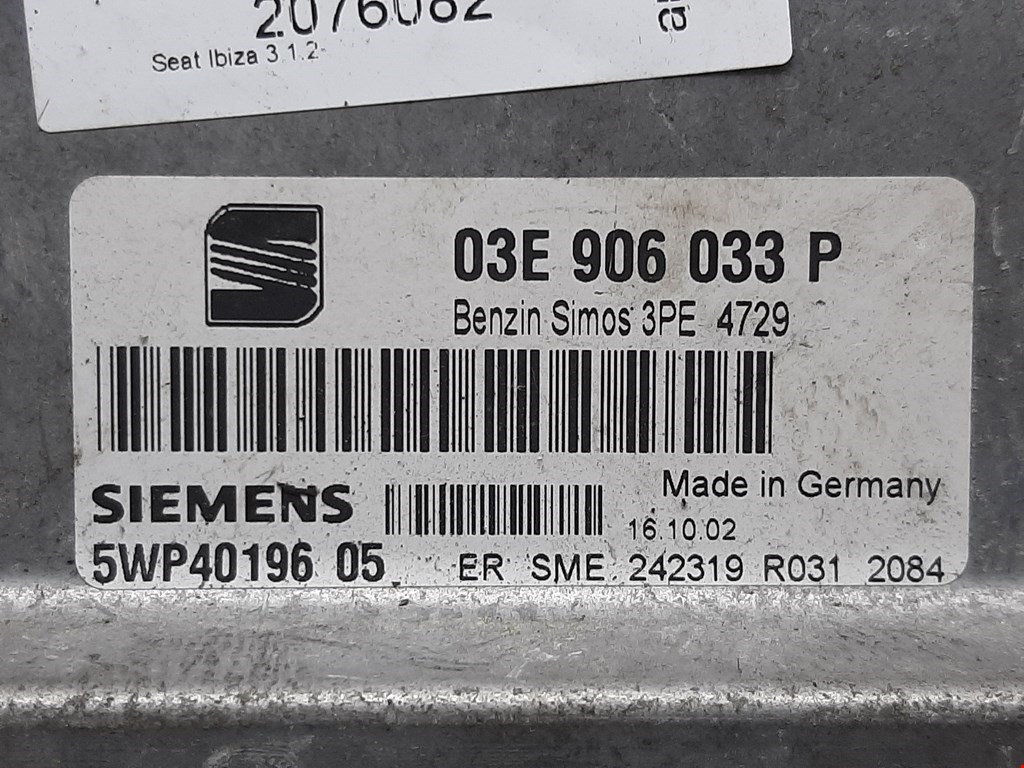 2076082
Seat Ibiza 3 1.2
03E 906 033 P
Benzin Simos 3PE 4729
Made in Germany
SIEMENS
16.10.02
5WP40196 05
ER SME 242319 R031 2084